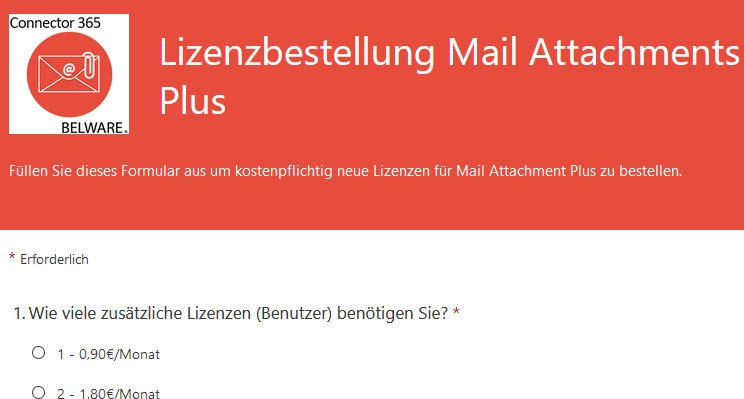 Connector 365
@
BELWARE.
Lizenzbestellung Mail Attachments
Plus
Füllen Sie dieses Formular aus um kostenpflichtig neue Lizenzen für Mail Attachment Plus zu bestellen.
* Erforderlich
1. Wie viele zusätzliche Lizenzen (Benutzer) benötigen Sie? *
1 - 0,90€/Monat
2 - 1,80€/Monat